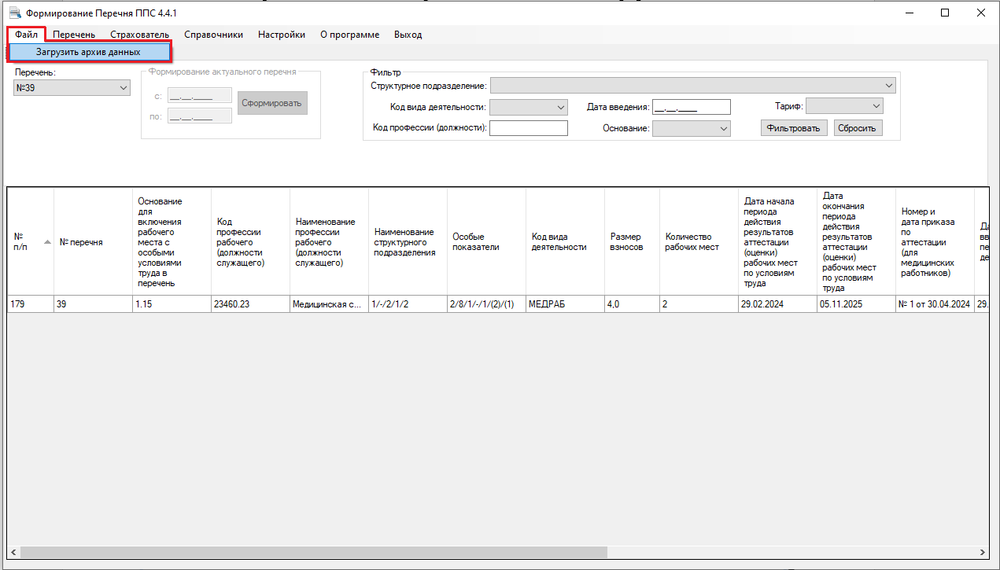 Формирование Перечня ППС 4.4.1
Файл Перечень Страхователь Справочники Настройки О программе Выход
Загрузить архив данных
Перечень:
№39
Формирование актуального перечня
с: __.__.____
по: __.__.____
Сформировать
Фильтр
Структурное подразделение:
Код вида деятельности:
Дата введения: __.__.____
Тариф:
Код профессии (должности):
Основание:
Фильтровать
Сбросить
№
п/п
№ перечня
Основание
для
включения
рабочего
места с
особыми
условиями
труда в
перечень
Код
профессии
рабочего
(должности
служащего)
Наименование
профессии
рабочего
(должности
служащего)
Наименование
структурного
подразделения
Особые
показатели
Код вида
деятельности
Размер
взносов
Количество
рабочих мест
Дата начала
периода
действия
результатов
аттестации
(оценки)
рабочих мест
по условиям
труда
Дата
окончания
периода
действия
результатов
аттестации
(оценки)
рабочих мест
по условиям
труда
Номер и
дата приказа
по
аттестации
(для
медицинских
работников)
179 39 1.15 23460.23 Медицинская с... 1/-/2/1/2 2/8/1/-/1/(2)/(1) МЕДРАБ 4,0 2 29.02.2024 05.11.2025 № 1 от 30.04.2024 29.